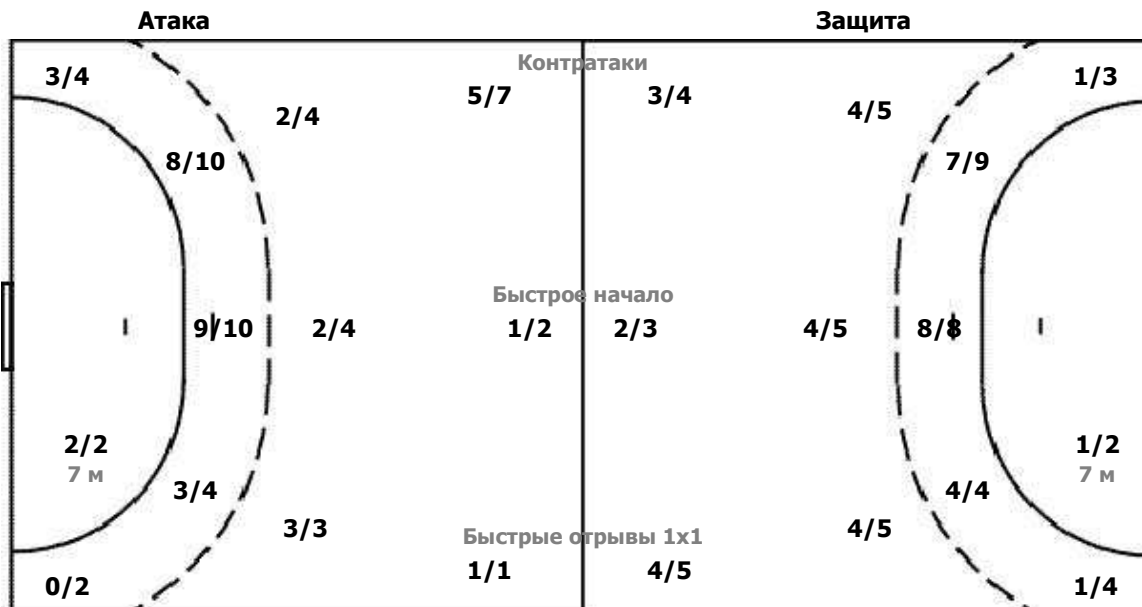 Атака Защита
Контратаки
3/4 5/7 3/4 1/3
2/4 4/5
8/10 7/9
Быстрое начало
9/10 2/4 1/2 2/3 4/5 8/8
2/2 1/2
7 м 7 м
3/4 4/4
3/3 Быстрые отрывы 1x1 4/5
0/2 1/1 4/5 1/4